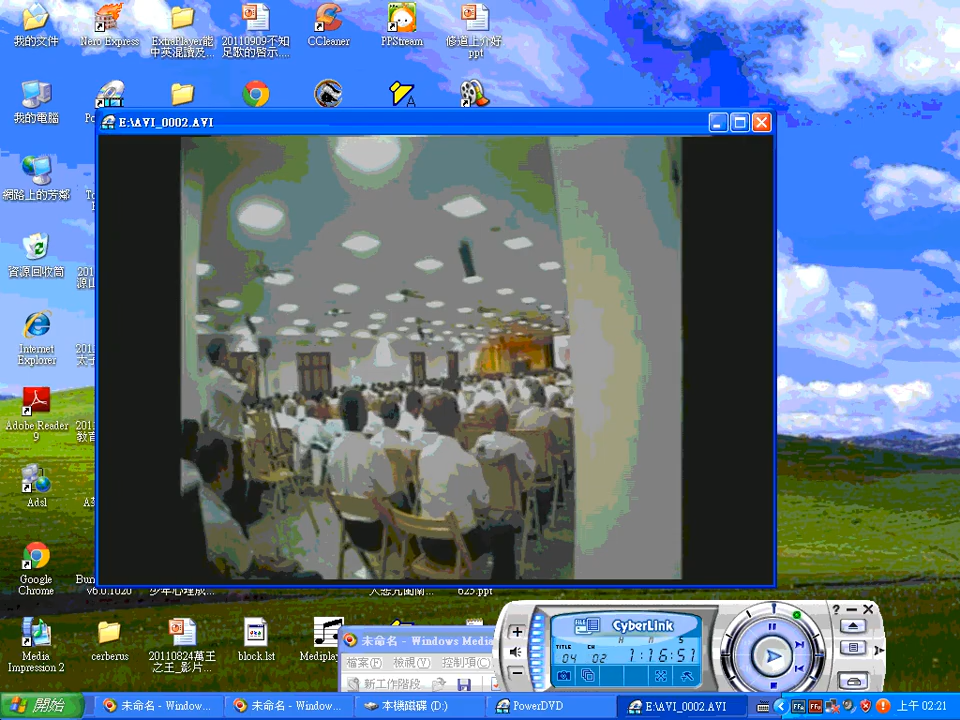 我的文件
Nero Express
ExtraPlayer能
中英混讀及...
20110909不知
足歌的啓示....
CCleaner
PPStream
修道上介好
ppt
我的電腦
E:\AVI_0002.AVI
網路上的芳鄰
資源回收筒
Internet
Explorer
Adobe Reader
9
Adsl
Google
Chrome
v6.0.1020
623.ppt
Media
Impression 2
cerberus
20110824萬王
之王_影片...
block.lst
未命名 - Windows Media
檔案(F) 檢視(V) 控制項(C)
新工作階段
CyberLink
H M S
TITLE CH
04 02 1:16:51
開始
未命名 - Window...
未命名 - Window...
本機磁碟 (D:)
PowerDVD
E:\AVI_0002.AVI
上午 02:21